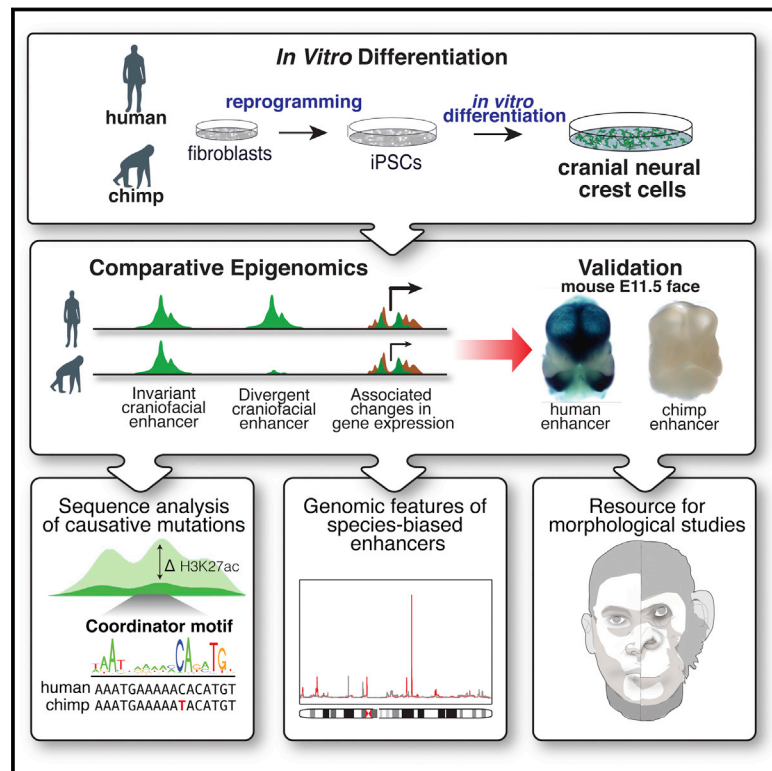 In Vitro Differentiation
human
chimp
reprogramming
in vitro
differentiation
fibroblasts
iPSCs
cranial neural
crest cells
Comparative Epigenomics
Invariant
craniofacial
enhancer
Divergent
craniofacial
enhancer
Associated
changes in
gene expression
Validation
mouse E11.5 face
human
enhancer
chimp
enhancer
Sequence analysis
of causative mutations
Δ H3K27ac
Coordinator motif
human AAATGAAAAACACATGT
chimp AAATGAAAAATACATGT
Genomic features of
species-biased
enhancers
Resource for
morphological studies